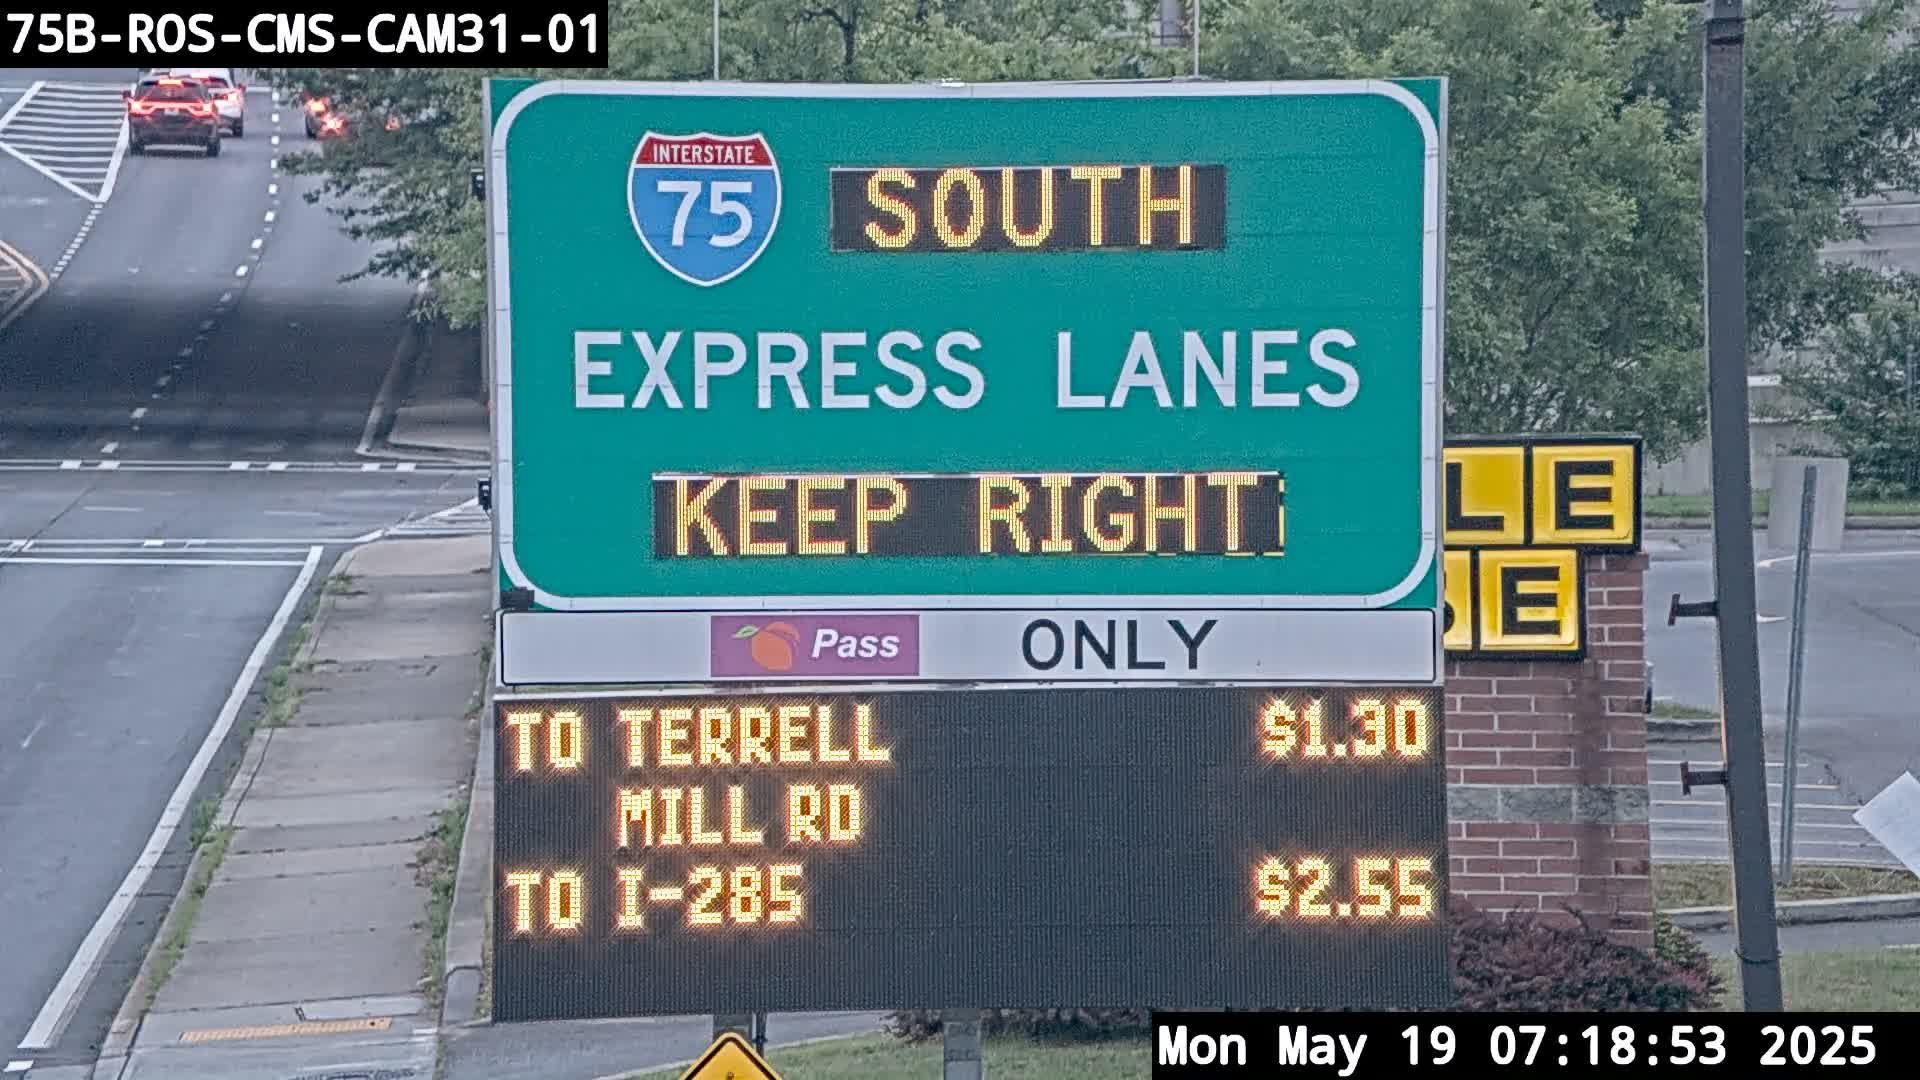 75B-ROS-CMS-CAM31-01
INTERSTATE
75
SOUTH
EXPRESS LANES
KEEP RIGHT
Pass ONLY
TO TERRELL $1.30
MILL RD
TO I-285 $2.55
LE
E
Mon May 19 07:18:53 2025